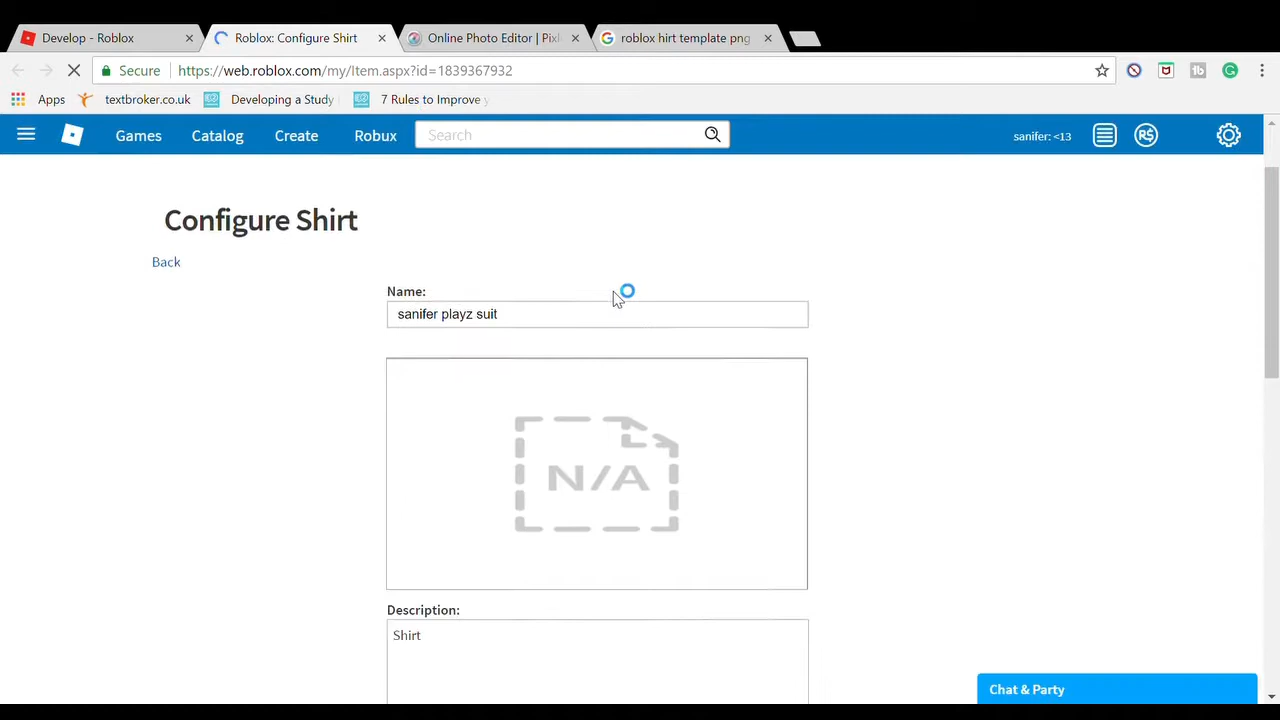 Develop - Roblox
Roblox: Configure Shirt
Online Photo Editor | Pixl
roblox hirt template png
Secure
https://web.roblox.com/my/Item.aspx?id=1839367932
Apps
textbroker.co.uk
Developing a Study
7 Rules to Improve y
Games
Catalog
Create
Robux
Search
sanifer: <13
R$
Configure Shirt
Back
Name:
sanifer playz suit
N/A
Description:
Shirt
Chat & Party